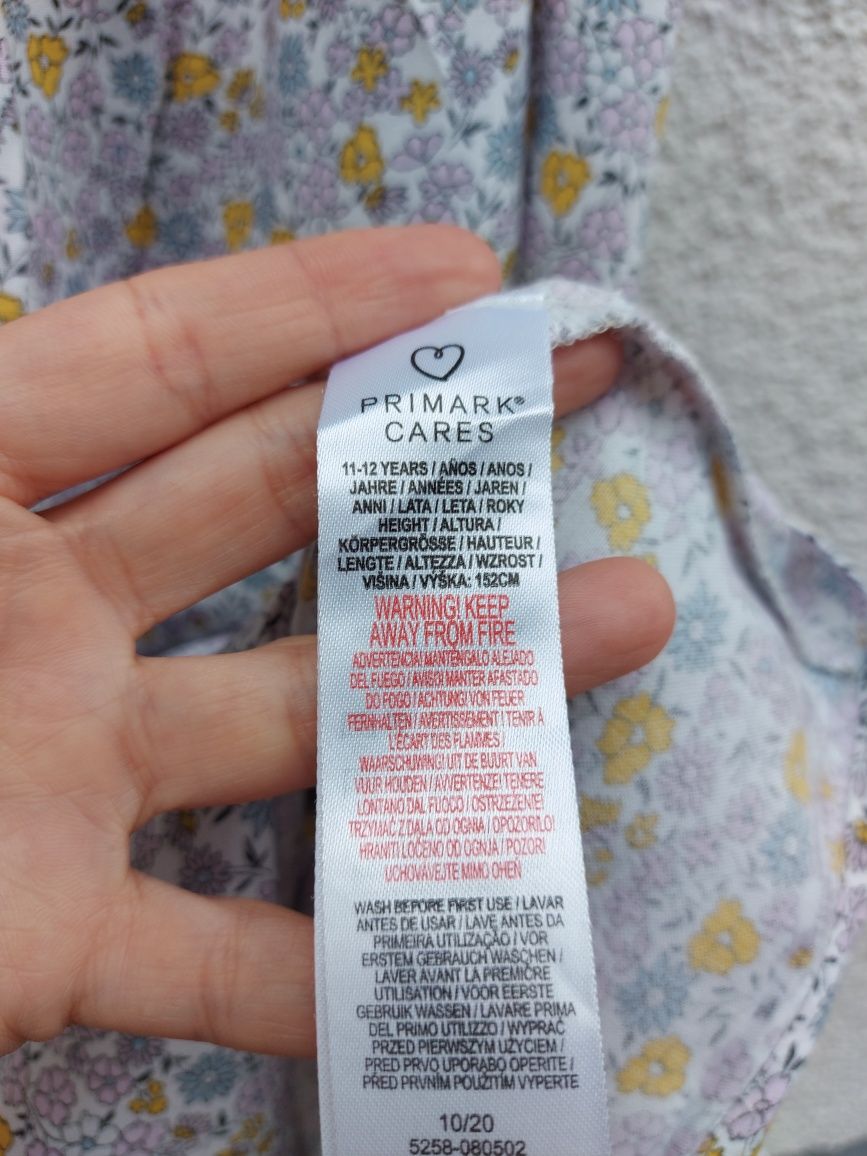 PRIMARK®
CARES
11-12 YEARS / AÑOS / ANOS /
JAHRE / ANNÉES / JAREN /
ANNI / LATA / LETA / ROKY
HEIGHT / ALTURA /
KÖRPERGRÖSSE / HAUTEUR /
LENGTE / ALTEZZA / WZROST /
VIŠINA / VÝŠKA: 152CM
WARNING! KEEP
AWAY FROM FIRE
ADVERTENCIA! MANTÉNGALO ALEJADO
DEL FUEGO / AVISO! MANTER AFASTADO
DO FOGO / ACHTUNG! VON FEUER
FERNHALTEN / AVERTISSEMENT ! TENIR À
L'ÉCART DES FLAMMES /
WAARSCHUWING! UIT DE BUURT VAN
VUUR HOUDEN / AVVERTENZE! TENERE
LONTANO DAL FUOCO / OSTRZEŻENIE!
TRZYMAĆ Z DALA OD OGNIA / OPOZORILO!
HRANITI LOČENO OD OGNJA / POZOR!
UCHOVÁVEJTE MIMO OHEŇ
WASH BEFORE FIRST USE / LAVAR
ANTES DE USAR / LAVE ANTES DA
PRIMEIRA UTILIZAÇÃO / VOR
ERSTEM GEBRAUCH WASCHEN /
LAVER AVANT LA PREMIÈRE
UTILISATION / VOOR EERSTE
GEBRUIK WASSEN / LAVARE PRIMA
DEL PRIMO UTILIZZO / WYPRAĆ
PRZED PIERWSZYM UŻYCIEM /
PRED PRVO UPORABO OPERITE /
PŘED PRVNÍM POUŽITÍM VYPERTE
10/20
5258-080502